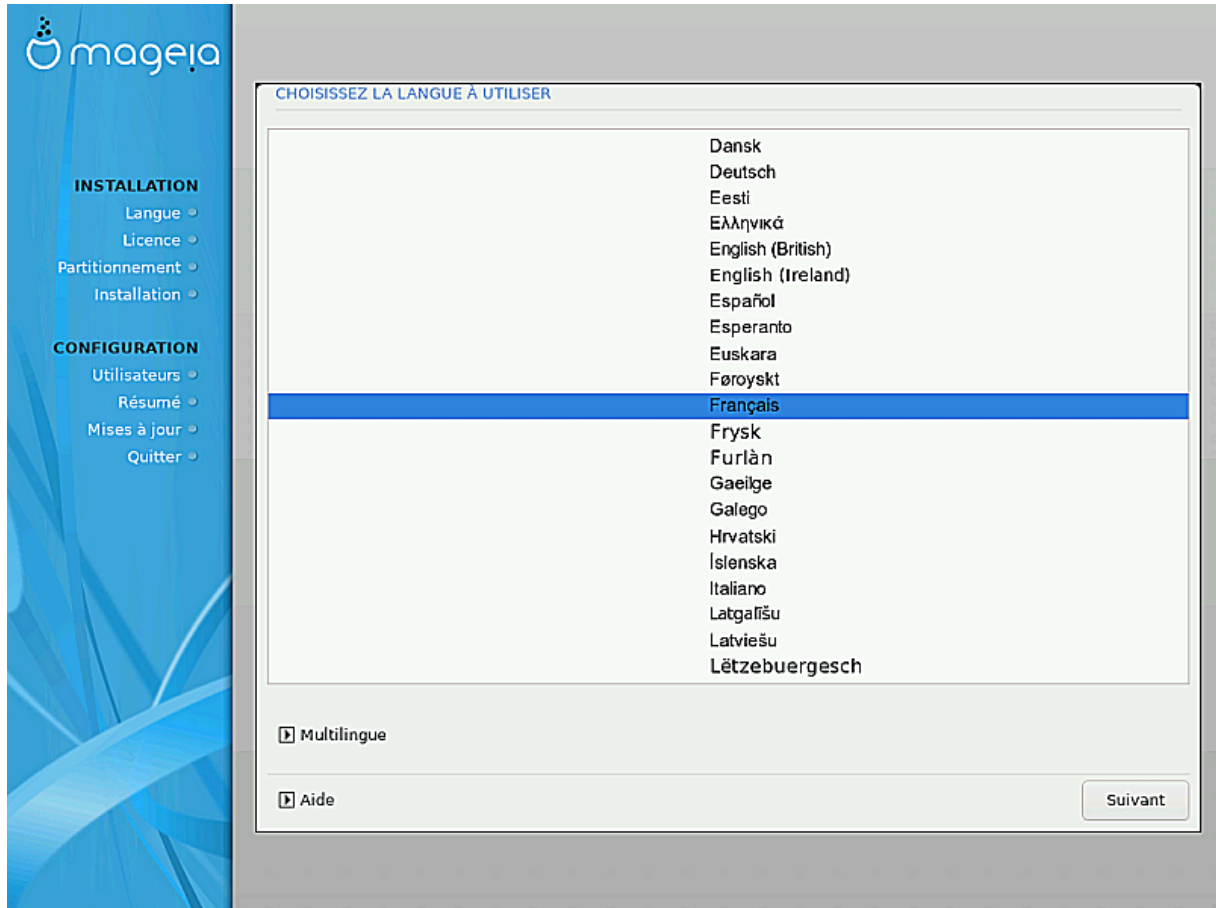 mageia
INSTALLATION
Langue
Licence
Partitionnement
Installation
CONFIGURATION
Utilisateurs
Résumé
Mises à jour
Quitter
CHOISISSEZ LA LANGUE À UTILISER
Dansk
Deutsch
Eesti
Ελληνικά
English (British)
English (Ireland)
Español
Esperanto
Euskara
Føroyskt
Français
Frysk
Furlàn
Gaeilge
Galego
Hrvatski
Íslenska
Italiano
Latgalīšu
Latviešu
Lëtzebuergesch
Multilingue
Aide
Suivant